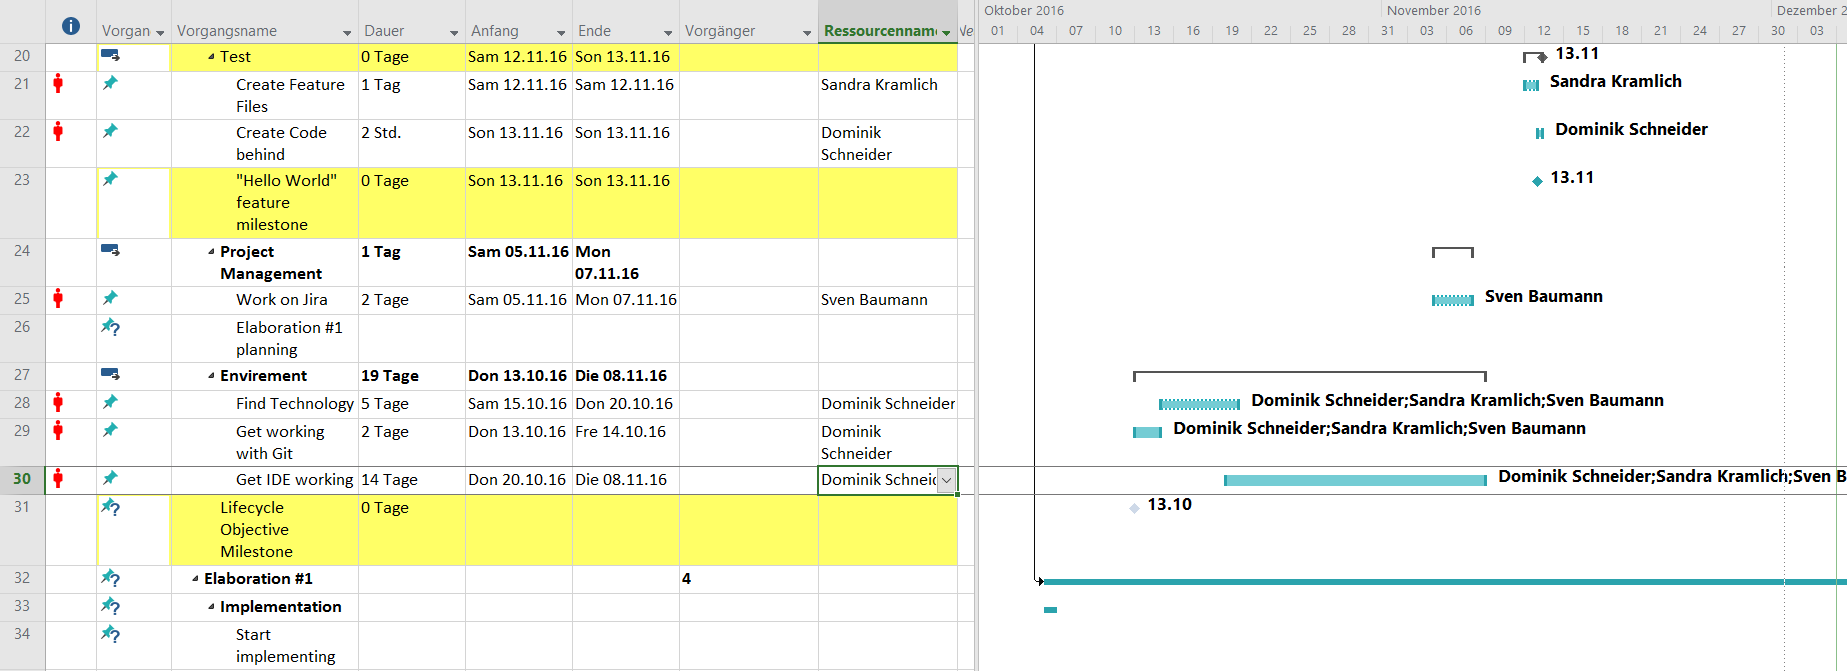 Oktober 2016 November 2016 Dezember 2
i Vorgan Vorgangsname Dauer Anfang Ende Vorgänger Ressourcennam 01 04 07 10 13 16 19 22 25 28 31 03 06 09 12 15 18 21 24 27 30 03
20 Test 0 Tage Sam 12.11.16 Son 13.11.16 13.11
21 Create Feature 1 Tag Sam 12.11.16 Sam 12.11.16 Sandra Kramlich Sandra Kramlich
Files
22 Create Code 2 Std. Son 13.11.16 Son 13.11.16 Dominik Dominik Schneider
behind Schneider
23 "Hello World" 0 Tage Son 13.11.16 Son 13.11.16 13.11
feature
milestone
24 Project 1 Tag Sam 05.11.16 Mon
Management 07.11.16
25 Work on Jira 2 Tage Sam 05.11.16 Mon 07.11.16 Sven Baumann Sven Baumann
26 ? Elaboration #1
planning
27 Envirement 19 Tage Don 13.10.16 Die 08.11.16
28 Find Technology 5 Tage Sam 15.10.16 Don 20.10.16 Dominik Schneider Dominik Schneider;Sandra Kramlich;Sven Baumann
29 Get working 2 Tage Don 13.10.16 Fre 14.10.16 Dominik Dominik Schneider;Sandra Kramlich;Sven Baumann
with Git Schneider
30 Get IDE working 14 Tage Don 20.10.16 Die 08.11.16 Dominik Schneid Dominik Schneider;Sandra Kramlich;Sven B
31 ? Lifecycle 0 Tage 13.10
Objective
Milestone
32 ? Elaboration #1 4
33 ? Implementation
34 ? Start
implementing